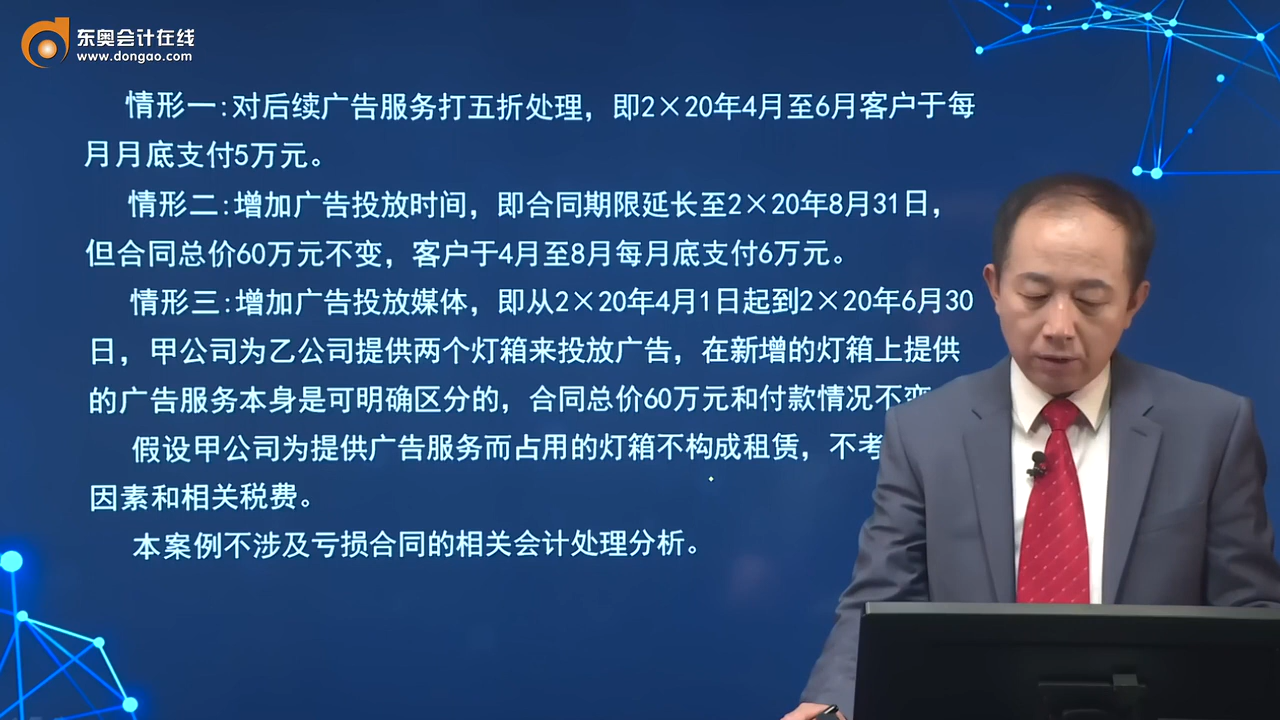 东奥会计在线
www.dongao.com
情形一:对后续广告服务打五折处理，即2×20年4月至6月客户于每
月月底支付5万元。
情形二:增加广告投放时间，即合同期限延长至2×20年8月31日，
但合同总价60万元不变，客户于4月至8月每月底支付6万元。
情形三:增加广告投放媒体，即从2×20年4月1日起到2×20年6月30
日，甲公司为乙公司提供两个灯箱来投放广告，在新增的灯箱上提供
的广告服务本身是可明确区分的，合同总价60万元和付款情况不变
假设甲公司为提供广告服务而占用的灯箱不构成租赁，不考
因素和相关税费。
本案例不涉及亏损合同的相关会计处理分析。